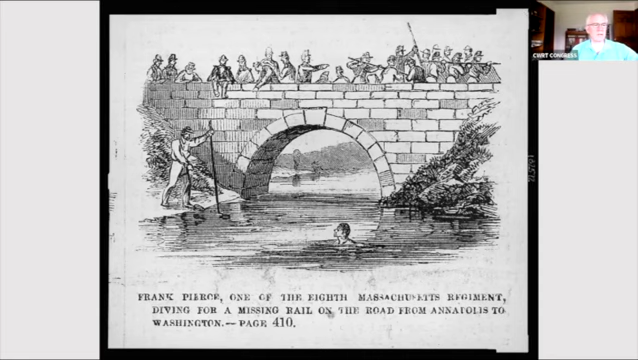 CWRT CONGRESS
FRANK PIERCE, ONE OF THE EIGHTH MASSACHUSETTS REGIMENT,
DIVING FOR A MISSING RAIL ON THE ROAD FROM ANNAPOLIS TO
WASHINGTON.—PAGE 410.